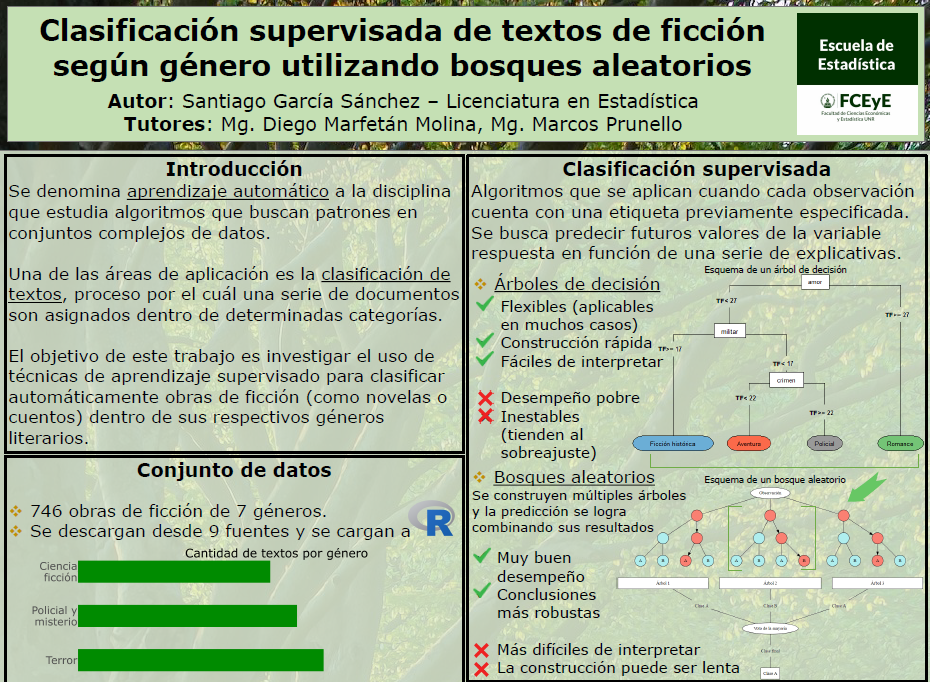 Clasificación supervisada de textos de ficción
según género utilizando bosques aleatorios
Autor: Santiago García Sánchez – Licenciatura en Estadística
Tutores: Mg. Diego Marfetán Molina, Mg. Marcos Prunello
Escuela de
Estadística
FCEyE
Facultad de Ciencias Económicas
y Estadística UNR
Introducción
Se denomina aprendizaje automático a la disciplina
que estudia algoritmos que buscan patrones en
conjuntos complejos de datos.
Una de las áreas de aplicación es la clasificación de
textos, proceso por el cuál una serie de documentos
son asignados dentro de determinadas categorías.
El objetivo de este trabajo es investigar el uso de
técnicas de aprendizaje supervisado para clasificar
automáticamente obras de ficción (como novelas o
cuentos) dentro de sus respectivos géneros
literarios.
Conjunto de datos
746 obras de ficción de 7 géneros.
Se descargan desde 9 fuentes y se cargan a R
Cantidad de textos por género
Ciencia
ficción
Policial y
misterio
Terror
Clasificación supervisada
Algoritmos que se aplican cuando cada observación
cuenta con una etiqueta previamente especificada.
Se busca predecir futuros valores de la variable
respuesta en función de una serie de explicativas.
Árboles de decisión
Flexibles (aplicables
en muchos casos)
Construcción rápida
Fáciles de interpretar
Desempeño pobre
Inestables
(tienden al
sobreajuste)
Esquema de un árbol de decisión
amor
TF< 27
TF>= 27
militar
TF>= 17
TF< 17
crimen
TF< 22
TF>= 22
Ficción histórica
Aventura
Policial
Romance
Bosques aleatorios
Se construyen múltiples árboles
y la predicción se logra
combinando sus resultados
Muy buen
desempeño
Conclusiones
más robustas
Más difíciles de interpretar
La construcción puede ser lenta
Esquema de un bosque aleatorio
Observación
A B A B A A A B A B A B
Árbol 1
Árbol 2
Árbol 3
Clase A
Clase B
Clase A
Voto de la mayoría
Clase final
Clase A